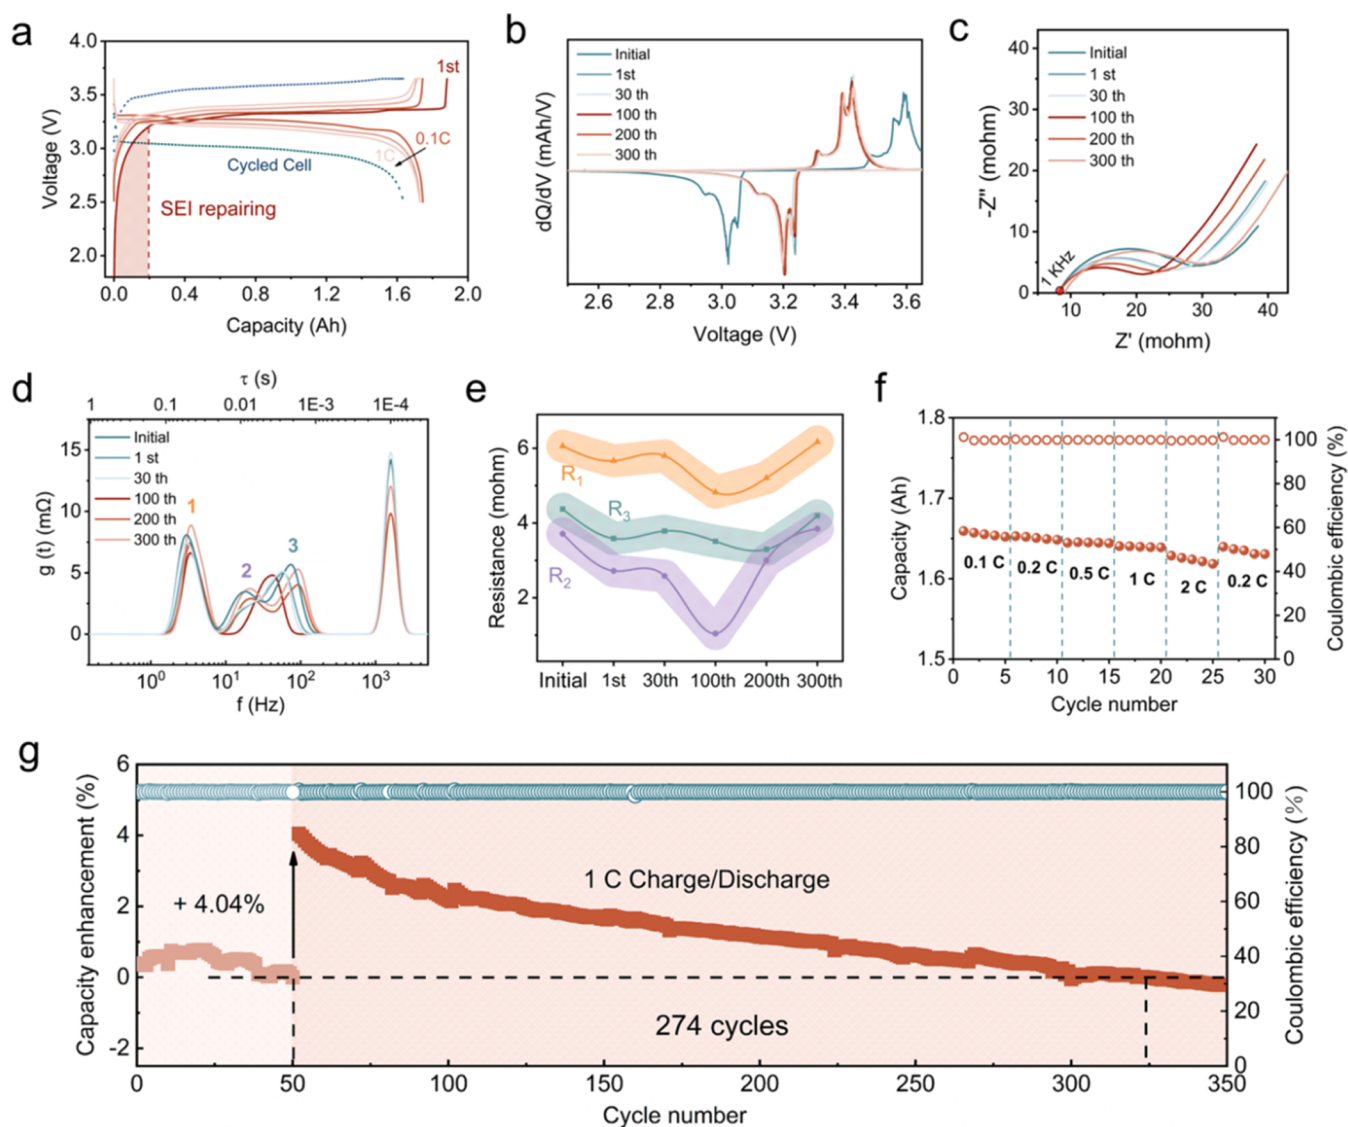 a
4.0
3.5
3.0
2.5
2.0
Voltage (V)
1st
0.1C
1C
Cycled Cell
SEI repairing
0.0 0.4 0.8 1.2 1.6 2.0
Capacity (Ah)
b
dQ/dV (mAh/V)
Initial
1st
30 th
100 th
200 th
300 th
2.6 2.8 3.0 3.2 3.4 3.6
Voltage (V)
c
40
30
20
10
0
-Z" (mohm)
Initial
1 st
30 th
100 th
200 th
300 th
1 KHz
10 20 30 40
Z' (mohm)
d
τ (s)
1 0.1 0.01 1E-3 1E-4
15
10
5
0
g (t) (mΩ)
Initial
1 st
30 th
100 th
200 th
300 th
1
2
3
10⁰ 10¹ 10² 10³
f (Hz)
e
6
4
2
Resistance (mohm)
R₁
R₃
R₂
Initial 1st 30th 100th 200th 300th
f
1.8
1.7
1.6
1.5
Capacity (Ah)
0.1 C 0.2 C 0.5 C 1 C 2 C 0.2 C
100
80
60
40
20
0
Coulombic efficiency (%)
0 5 10 15 20 25 30
Cycle number
g
6
4
2
0
-2
Capacity enhancement (%)
+ 4.04%
1 C Charge/Discharge
274 cycles
100
80
60
40
20
0
Coulombic efficiency (%)
0 50 100 150 200 250 300 350
Cycle number